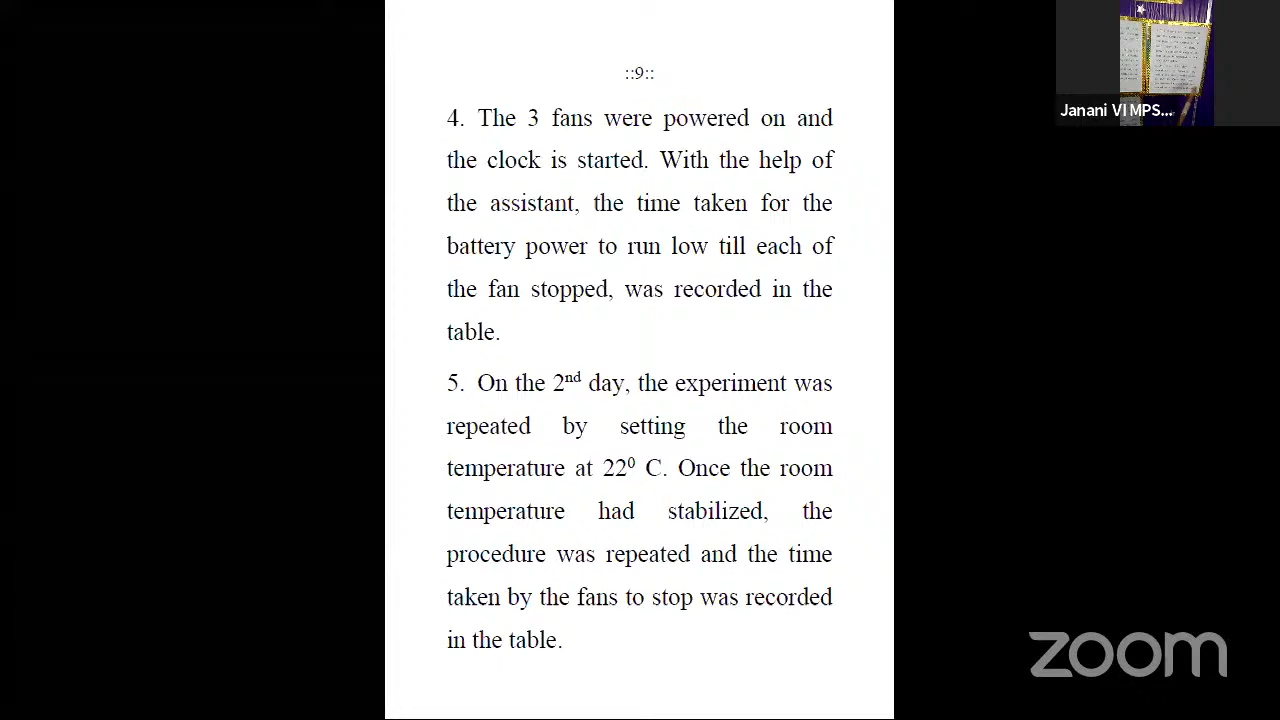 ::9::
4. The 3 fans were powered on and
the clock is started. With the help of
the assistant, the time taken for the
battery power to run low till each of
the fan stopped, was recorded in the
table.
5. On the 2nd day, the experiment was
repeated by setting the room
temperature at 22⁰ C. Once the room
temperature had stabilized, the
procedure was repeated and the time
taken by the fans to stop was recorded
in the table.
Janani VI MPS...
zoom